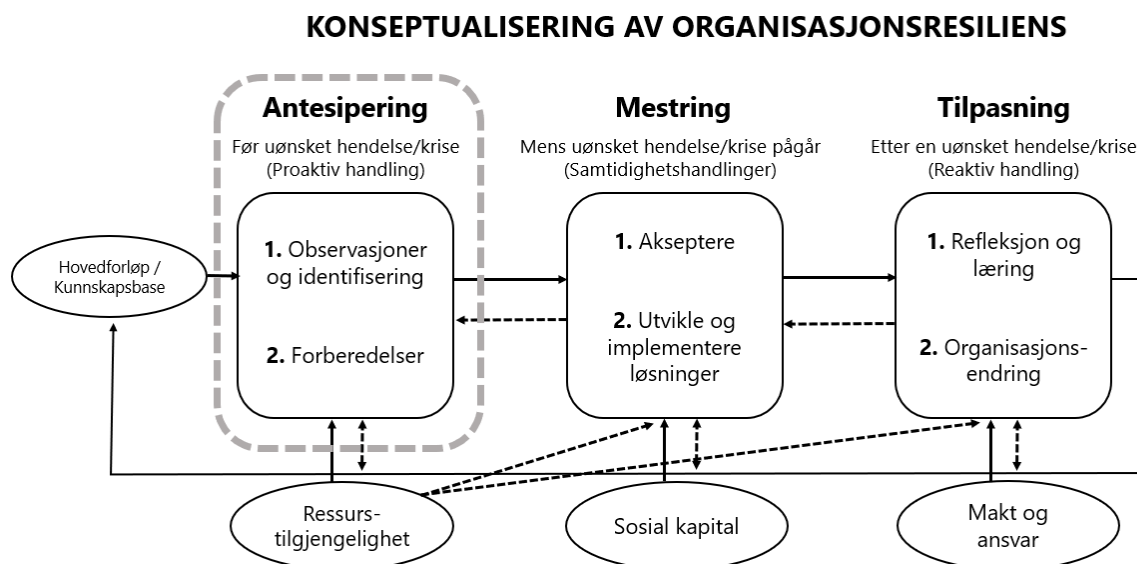 KONSEPTUALISERING AV ORGANISASJONSRESILIENS
Antesipering
Før uønsket hendelse/krise
(Proaktiv handling)
Mestring
Mens uønsket hendelse/krise pågår
(Samtidighetshandlinger)
Tilpasning
Etter en uønsket hendelse/krise
(Reaktiv handling)
Hovedforløp /
Kunnskapsbase
1. Observasjoner
og identifisering
2. Forberedelser
1. Akseptere
2. Utvikle og
implementere
løsninger
1. Refleksjon og
læring
2. Organisasjons-
endring
Ressurs-
tilgjengelighet
Sosial kapital
Makt og
ansvar